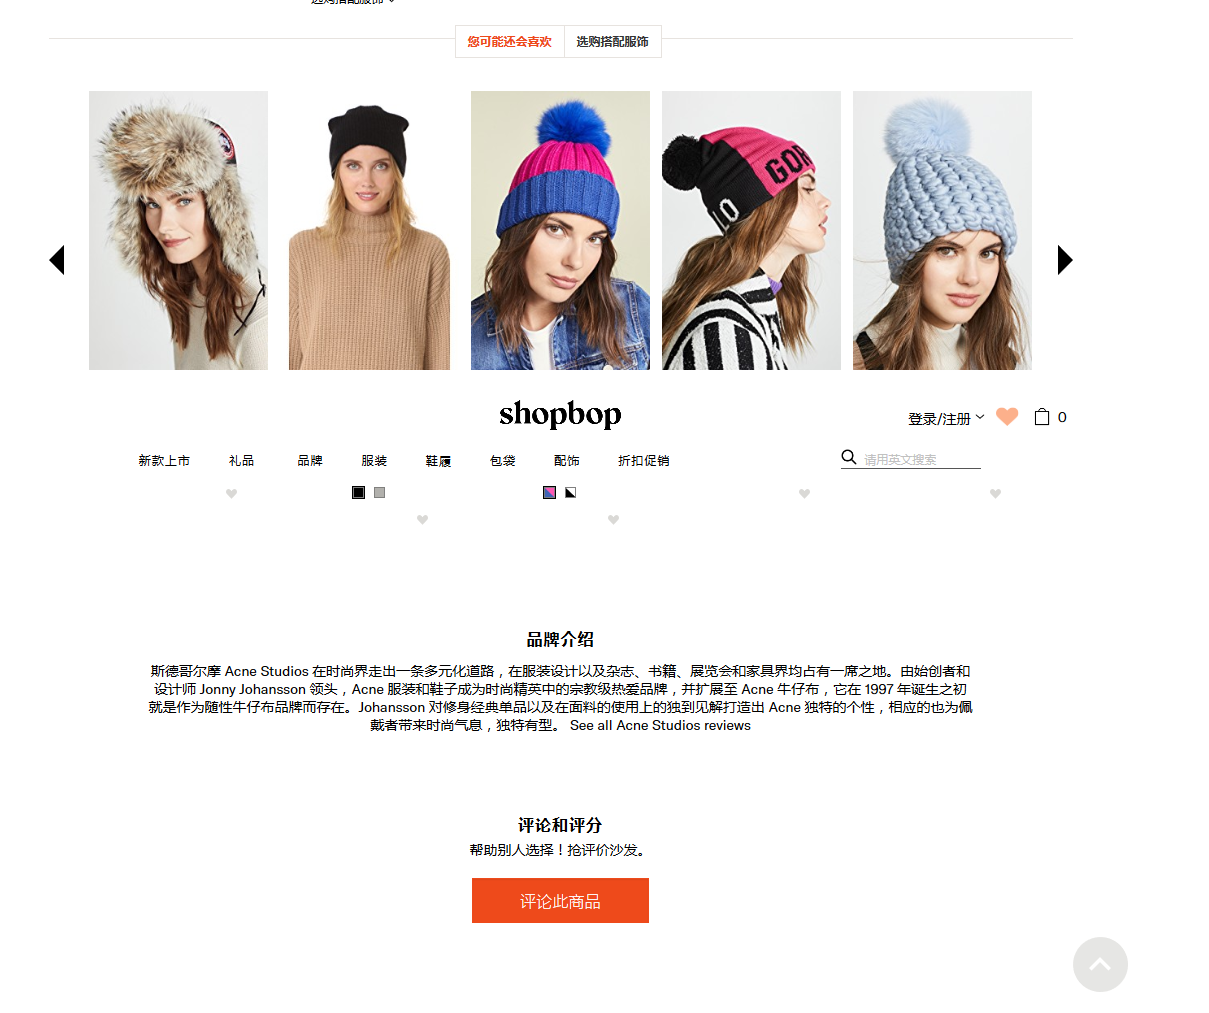 选购搭配服饰
您可能还会喜欢 选购搭配服饰
GOR
LO
shopbop
登录/注册 0
新款上市 礼品 品牌 服装 鞋履 包袋 配饰 折扣促销 请用英文搜索
品牌介绍
斯德哥尔摩 Acne Studios 在时尚界走出一条多元化道路，在服装设计以及杂志、书籍、展览会和家具界均占有一席之地。由始创者和
设计师 Jonny Johansson 领头，Acne 服装和鞋子成为时尚精英中的宗教级热爱品牌，并扩展至 Acne 牛仔布，它在 1997 年诞生之初
就是作为随性牛仔布品牌而存在。Johansson 对修身经典单品以及在面料的使用上的独到见解打造出 Acne 独特的个性，相应的也为佩
戴者带来时尚气息，独特有型。 See all Acne Studios reviews
评论和评分
帮助别人选择！抢评价沙发。
评论此商品